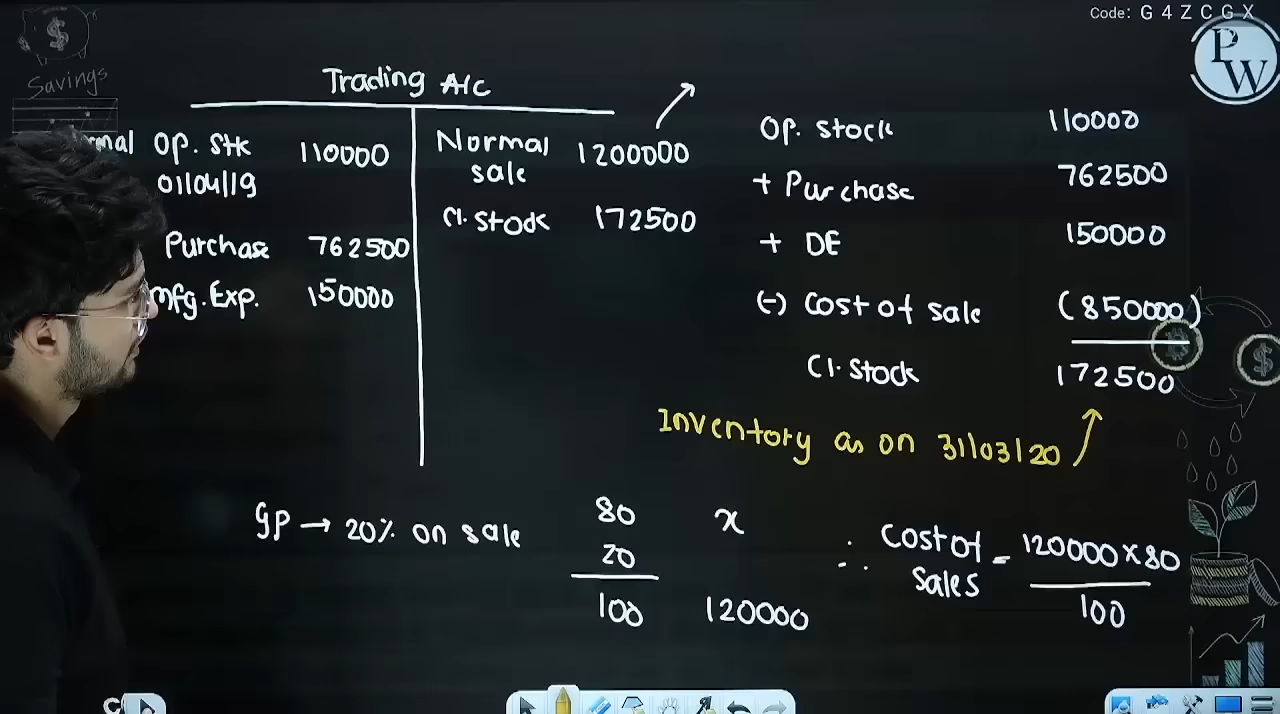 Code: G 4 Z C G X
PW
Savings
Trading A/C
Op. Stk 110000
01/04/19
Normal sale 1200000
Cl. Stock 172500
Purchase 762500
mfg. Exp. 150000
Op. Stock 110000
+ Purchase 762500
+ DE 150000
(-) Cost of sale (850000)
Cl. Stock 172500
Inventory as on 31/03/20
GP → 20% on sale
80 x
20
100 120000
∴ Cost of Sales = 120000 × 80
100